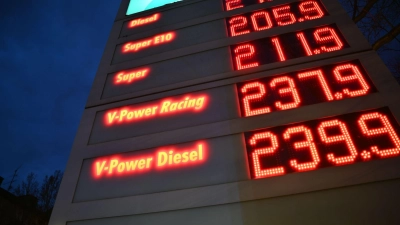 Diesel
Super E10 205.9
Super 211.9
V-Power Racing 237.9
V-Power Diesel 239.9